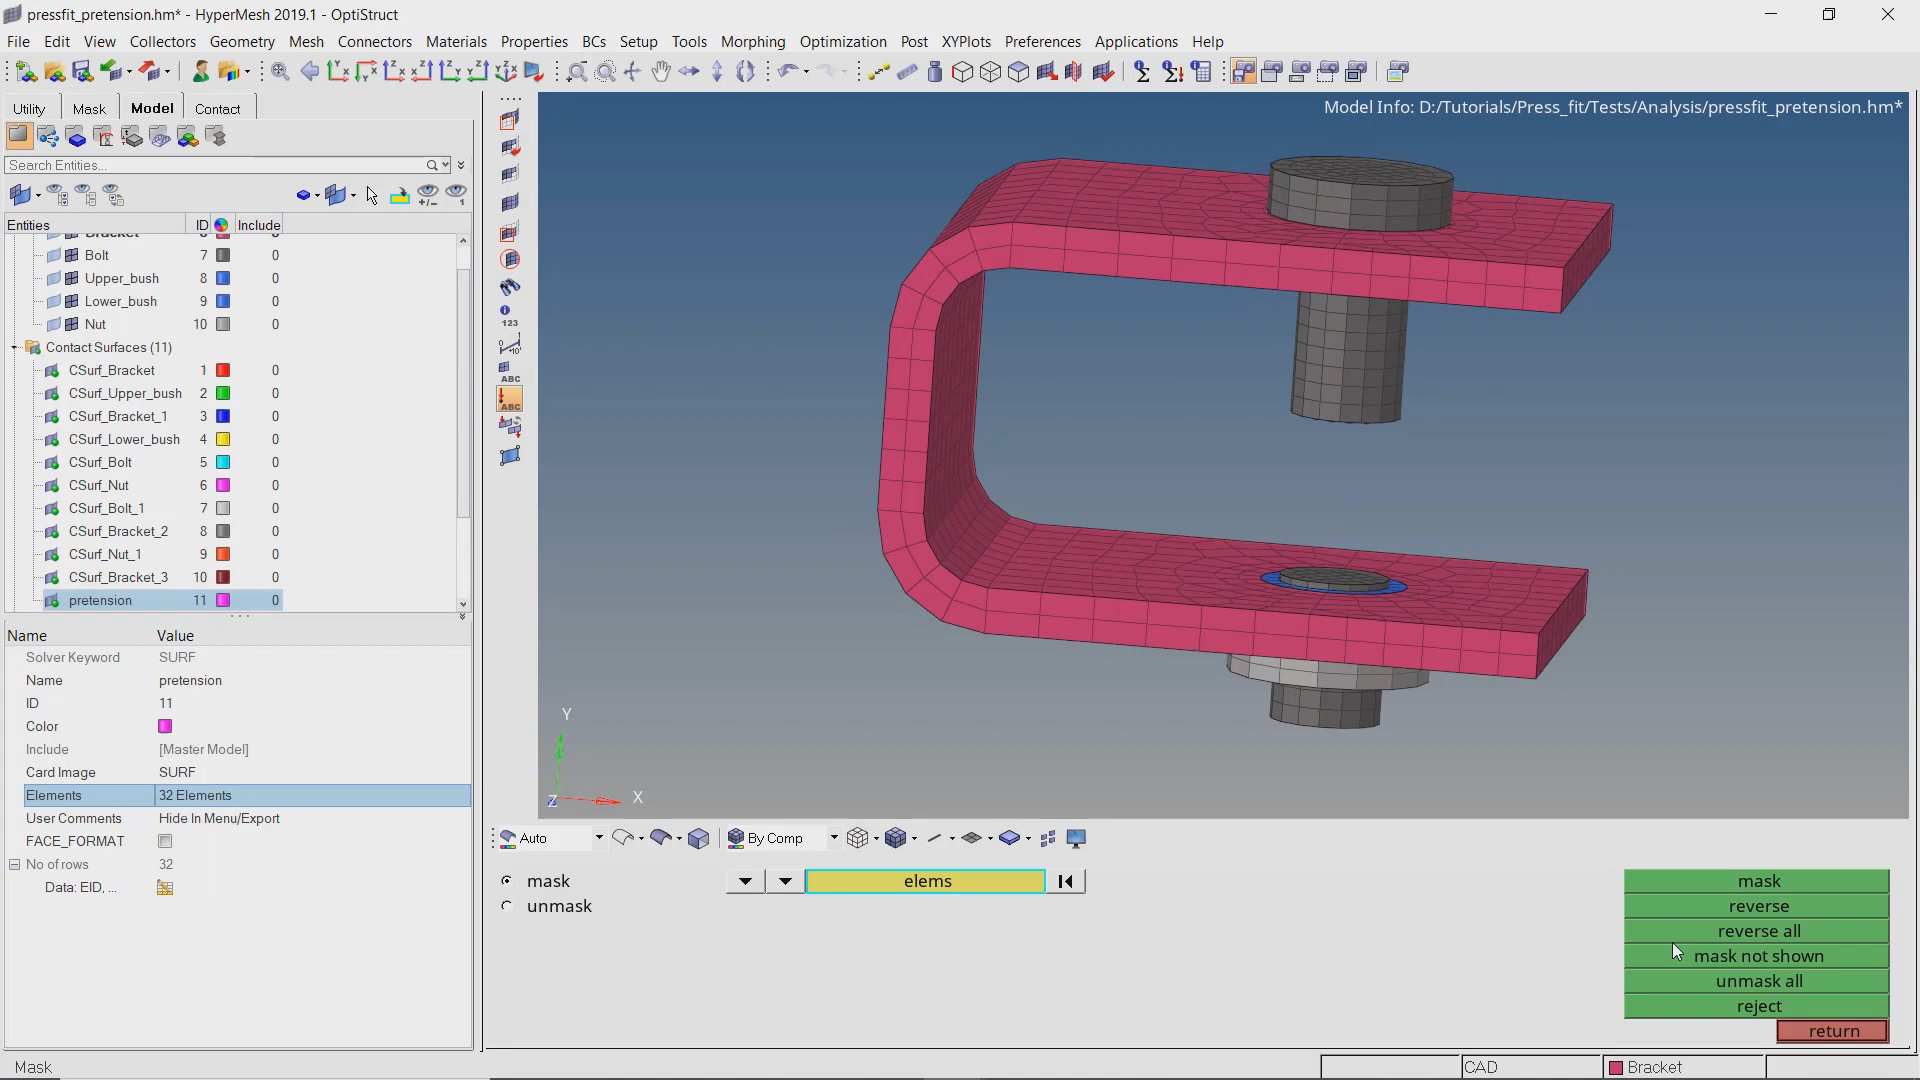 pressfit_pretension.hm* - HyperMesh 2019.1 - OptiStruct
File Edit View Collectors Geometry Mesh Connectors Materials Properties BCs Setup Tools Morphing Optimization Post XYPlots Preferences Applications Help
Utility Mask Model Contact
Search Entities...
Entities ID Include
Bolt 7 0
Upper_bush 8 0
Lower_bush 9 0
Nut 10 0
Contact Surfaces (11)
CSurf_Bracket 1 0
CSurf_Upper_bush 2 0
CSurf_Bracket_1 3 0
CSurf_Lower_bush 4 0
CSurf_Bolt 5 0
CSurf_Nut 6 0
CSurf_Bolt_1 7 0
CSurf_Bracket_2 8 0
CSurf_Nut_1 9 0
CSurf_Bracket_3 10 0
pretension 11 0
Name Value
Solver Keyword SURF
Name pretension
ID 11
Color
Include [Master Model]
Card Image SURF
Elements 32 Elements
User Comments Hide In Menu/Export
FACE_FORMAT
No of rows 32
Data: EID, ...
123
ABC
ABC
Model Info: D:/Tutorials/Press_fit/Tests/Analysis/pressfit_pretension.hm*
Y
Z X
Auto By Comp
mask
unmask
elems
mask
reverse
reverse all
mask not shown
unmask all
reject
return
Mask
CAD
Bracket